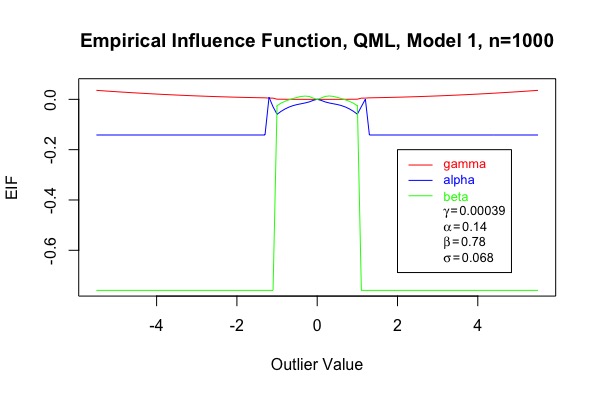 Empirical Influence Function, QML, Model 1, n=1000
EIF
0.0
-0.2
-0.4
-0.6
gamma
alpha
beta
γ=0.00039
α=0.14
β=0.78
σ=0.068
-4 -2 0 2 4
Outlier Value